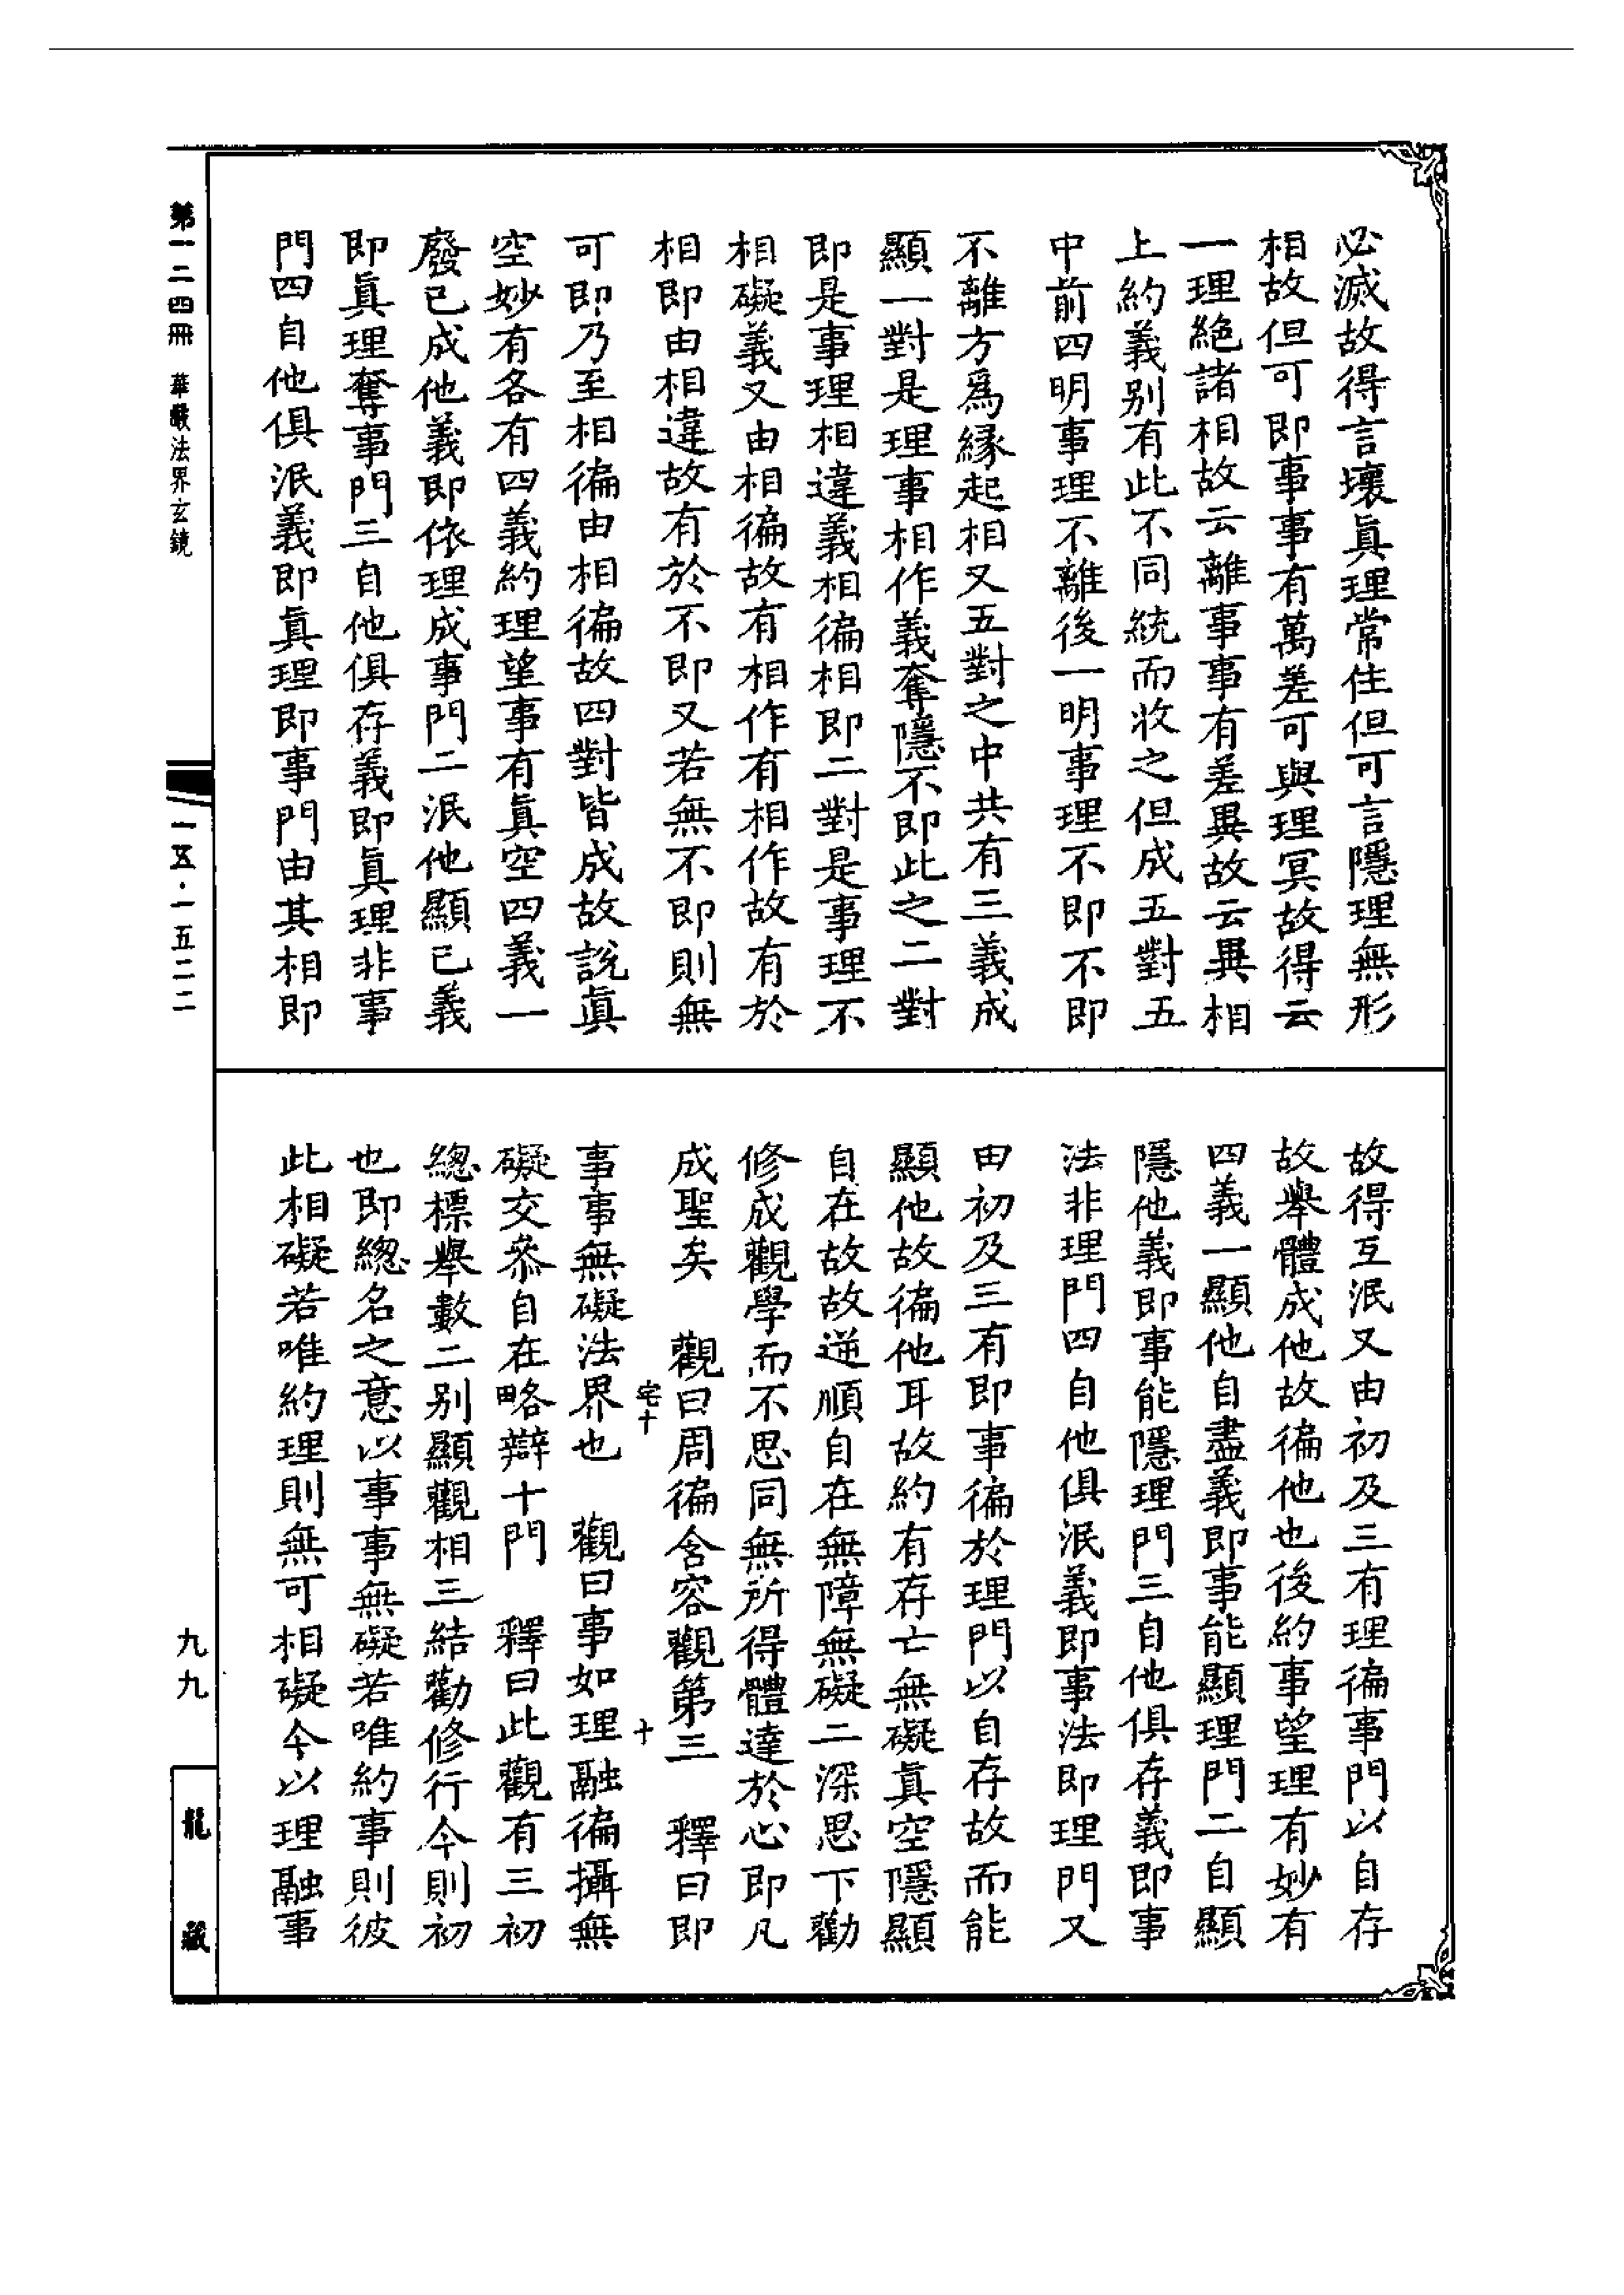 必滅故得言壞眞理常住但可言隱理無形
相故但可即事事有萬差可與理冥故得云
一理絶諸相故云離事事有差異故云異相
上約義别有此不同統而收之但成五對五
中前四明事理不離後一明事理不即不即
不離方爲緣起相又五對之中共有三義成
顯一對是理事相作義奪隱不即此之二對
即是事理相違義相徧相即二對是事理不
相礙義又由相徧故有相作有相作故有於
相即由相違故有於不即又若無不即則無
可即乃至相徧由相徧故四對皆成故說眞
空妙有各有四義約理望事有眞空四義一
廢已成他義即依理成事門二泯他顯已義
即眞理奪事門三自他俱存義即眞理非事
門四自他俱泯義即眞理即事門由其相即
故得互泯又由初及三有理徧事門以自存
故舉體成他故徧他也後約事望理有妙有
四義一顯他自盡義即事能顯理門二自顯
隱他義即事能隱理門三自他俱存義即事
法非理門四自他俱泯義即事法即理門又
由初及三有即事徧於理門以自存故而能
顯他故徧他耳故約有存亡無礙眞空隱顯
自在故故逆順自在無障無礙二深思下勸
修成觀學而不思同無所得體達於心即凡
成聖矣　觀曰周徧含容觀第三　釋曰即
宅十　十
事事無礙法界也　觀曰事如理融徧攝無
礙交叅自在略辯十門　釋曰此觀有三初
總標舉數二别顯觀相三結勸修行今則初
也即總名之意以事事無礙若唯約事則彼
此相礙若唯約理則無可相礙今以理融事
第一二四冊　華嚴法界玄鏡
一五·一五二二
九九
龍藏